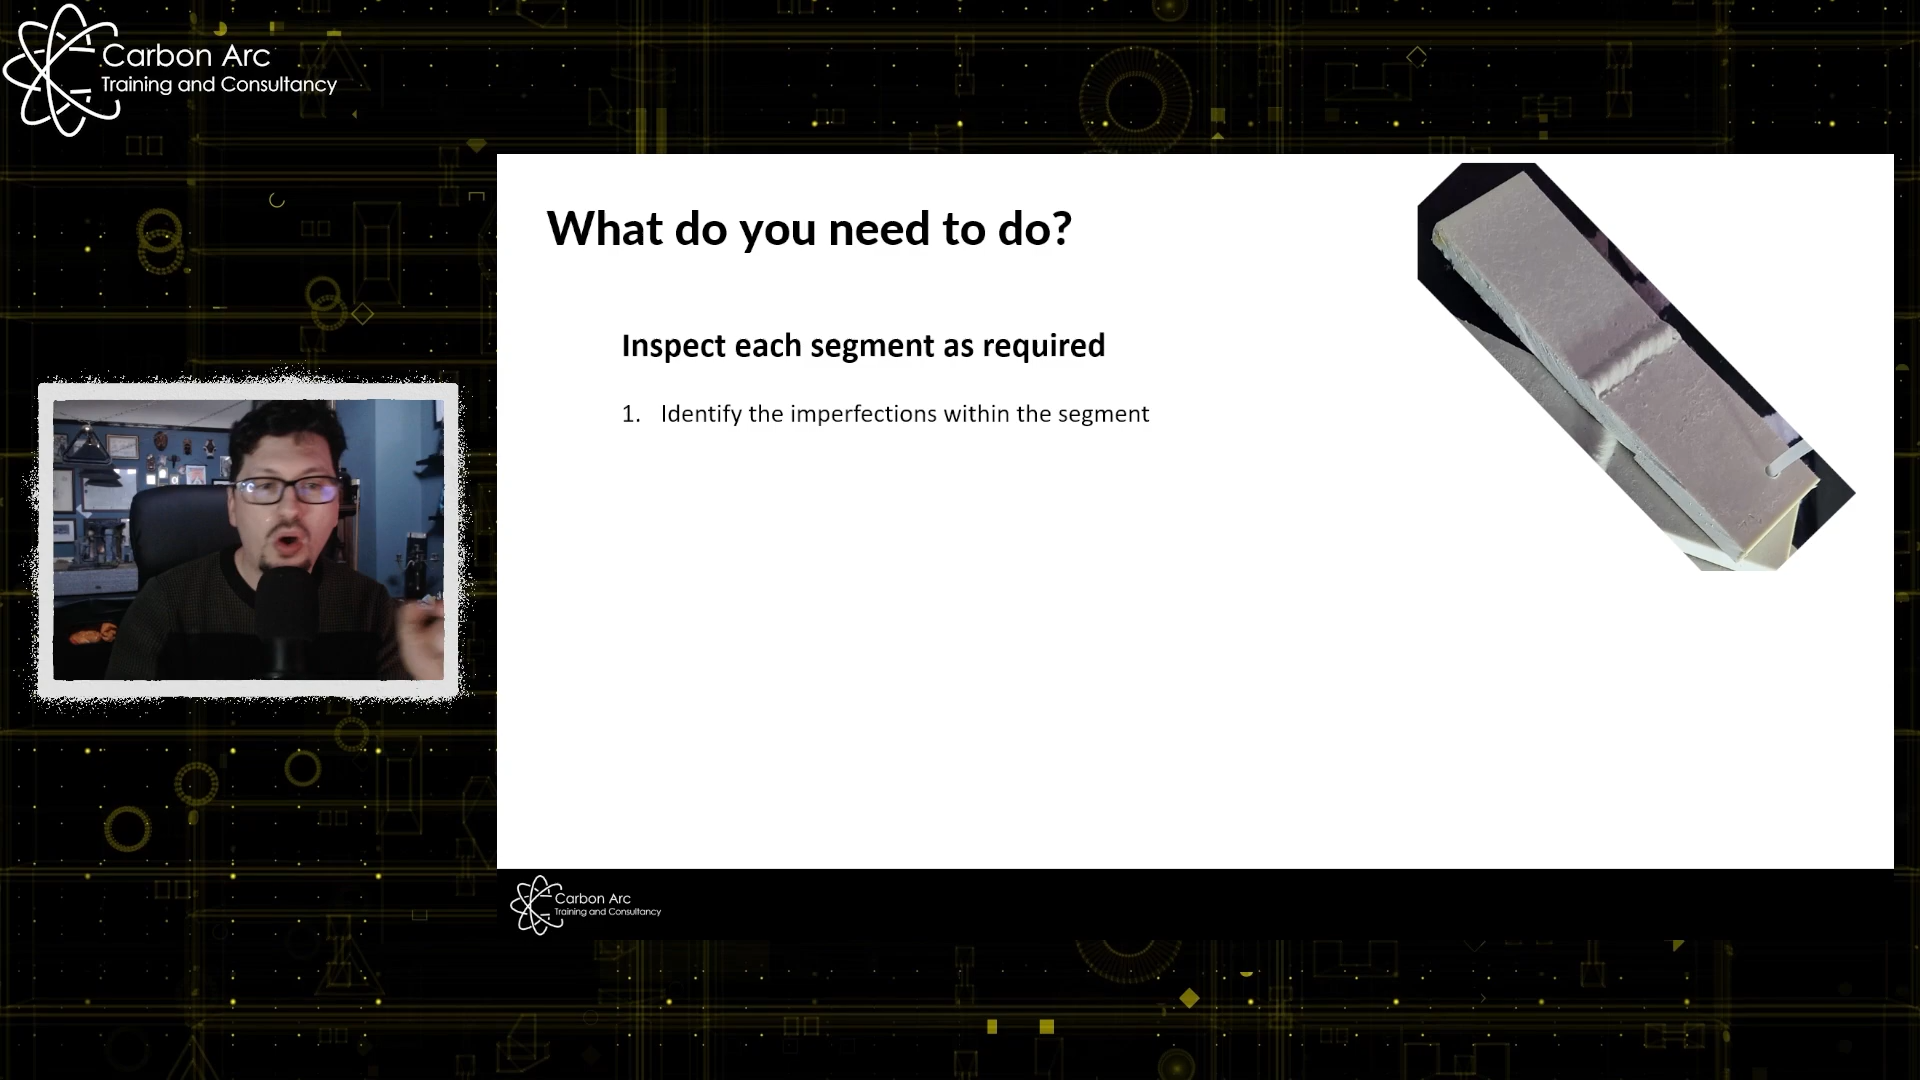 Carbon Arc
Training and Consultancy
What do you need to do?
Inspect each segment as required
1. Identify the imperfections within the segment
Carbon Arc
Training and Consultancy